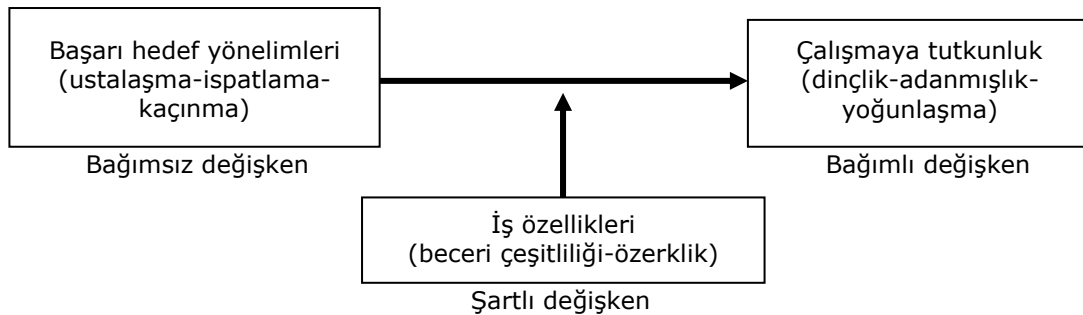 Başarı hedef yönelimleri
(ustalaşma-ispatlama-
kaçınma)
Bağımsız değişken
Çalışmaya tutkunluk
(dinçlik-adanmışlık-
yoğunlaşma)
Bağımlı değişken
İş özellikleri
(beceri çeşitliliği-özerklik)
Şartlı değişken